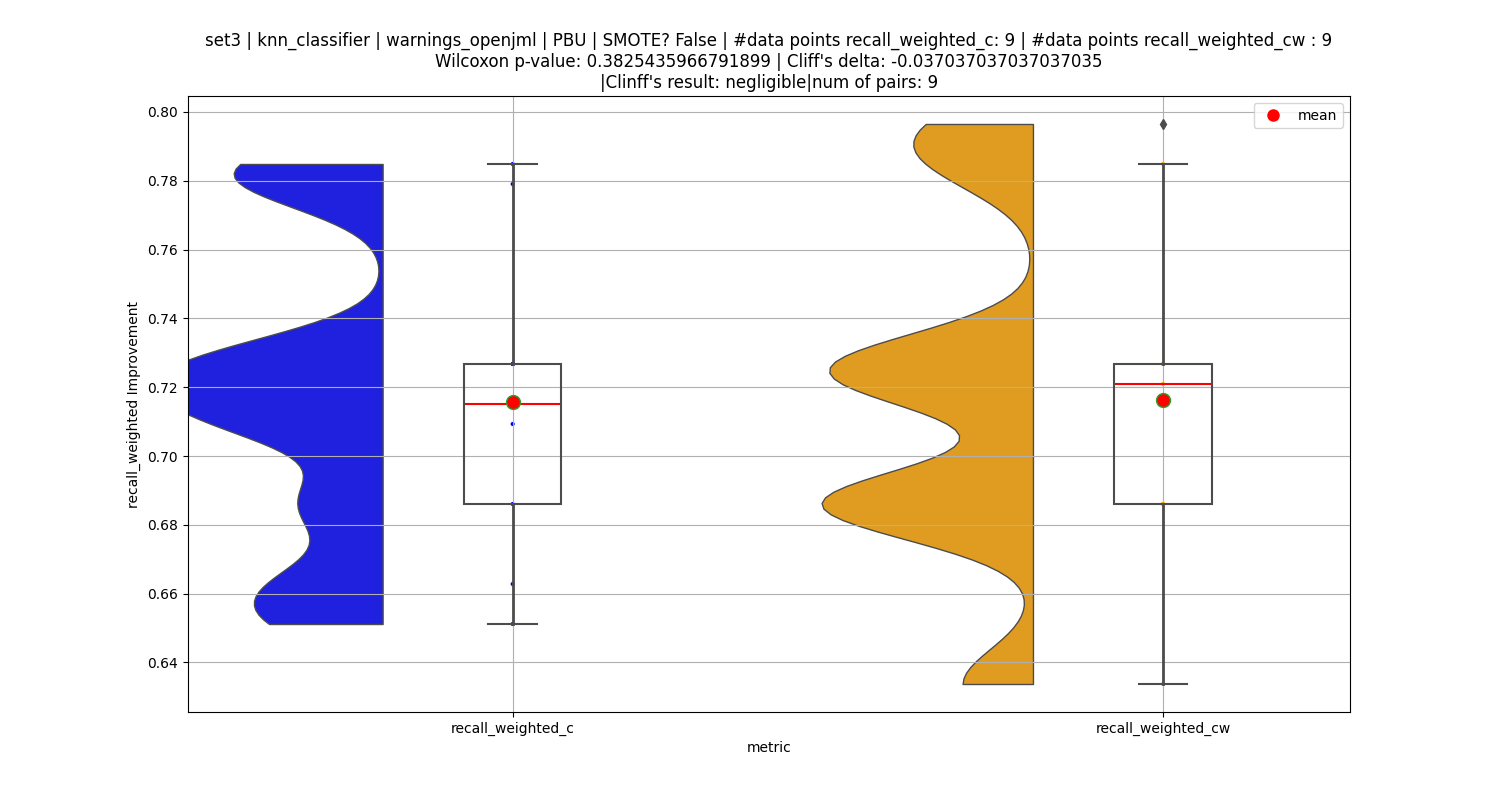 set3 | knn_classifier | warnings_openjml | PBU | SMOTE? False | #data points recall_weighted_c: 9 | #data points recall_weighted_cw : 9
Wilcoxon p-value: 0.3825435966791899 | Cliff's delta: -0.037037037037037035
|Clinff's result: negligible|num of pairs: 9
mean
0.80
0.78
0.76
0.74
0.72
0.70
0.68
0.66
0.64
recall_weighted Improvement
recall_weighted_c
recall_weighted_cw
metric